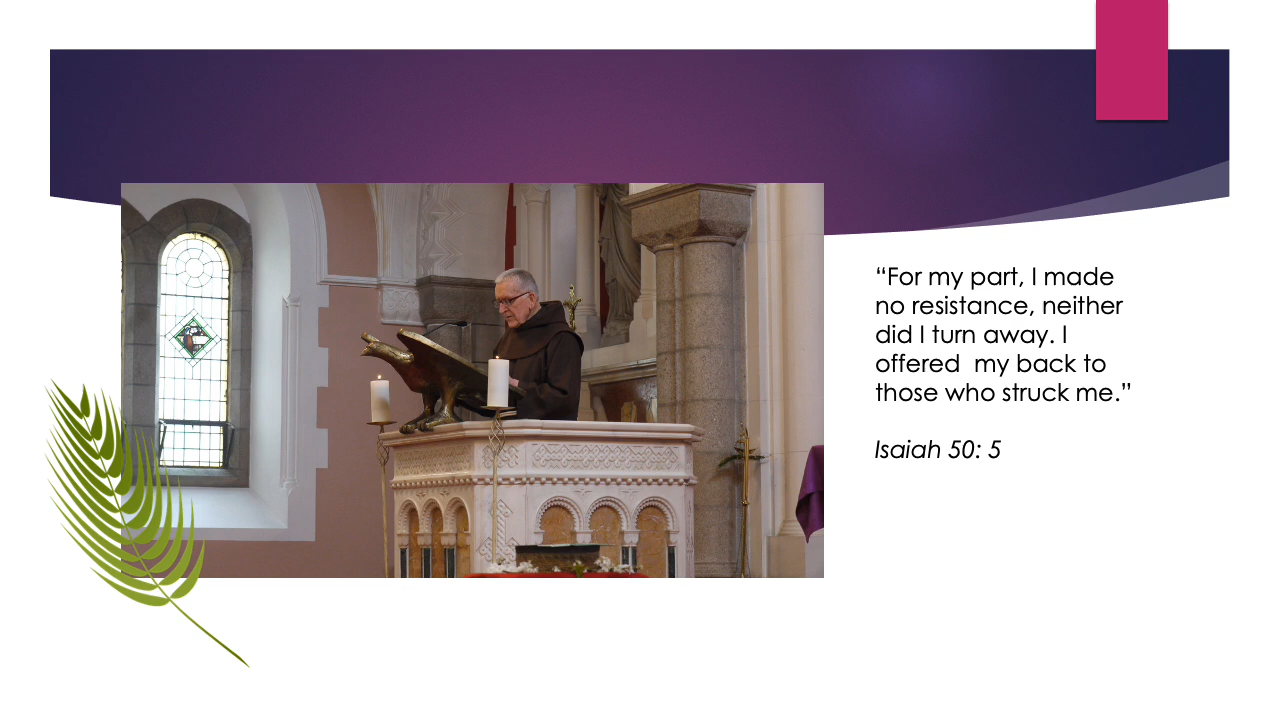 “For my part, I made
no resistance, neither
did I turn away. I
offered  my back to
those who struck me.”
Isaiah 50: 5